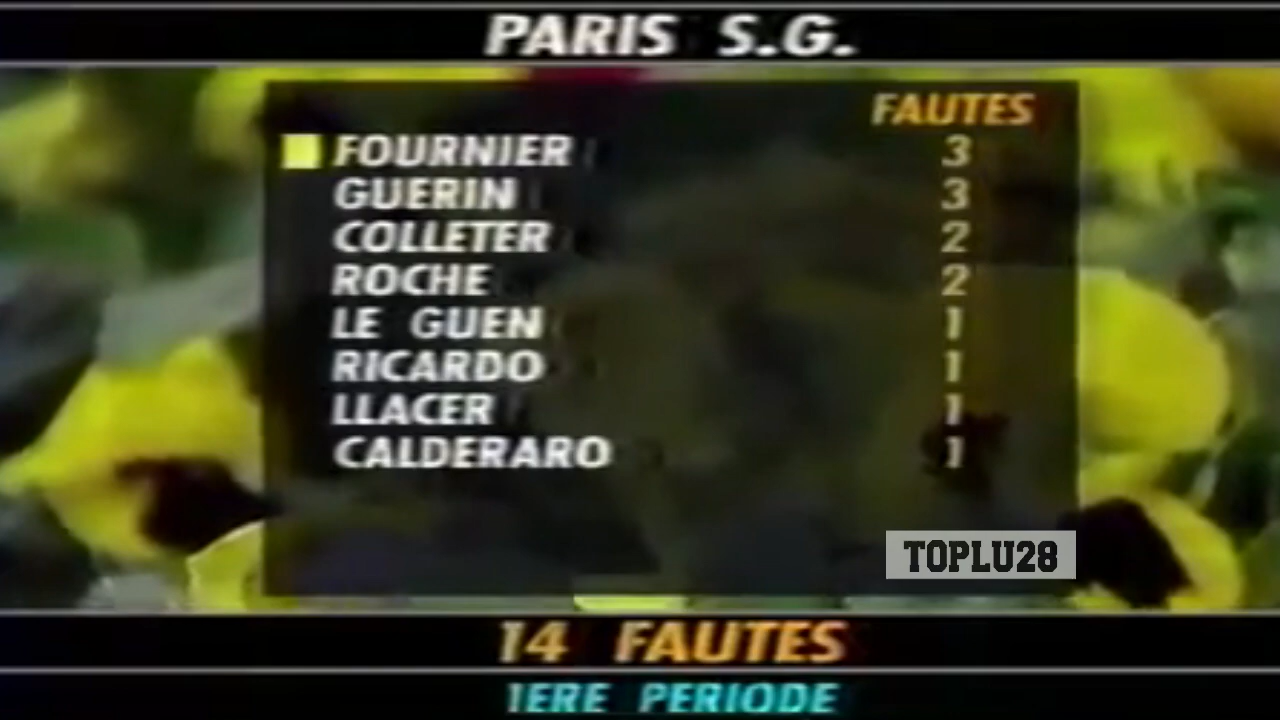 PARIS S.G.
FAUTES
FOURNIER 3
GUERIN 3
COLLETER 2
ROCHE 2
LE GUEN 1
RICARDO 1
LLACER 1
CALDERARO 1
TOPLU28
14 FAUTES
1ERE PERIODE